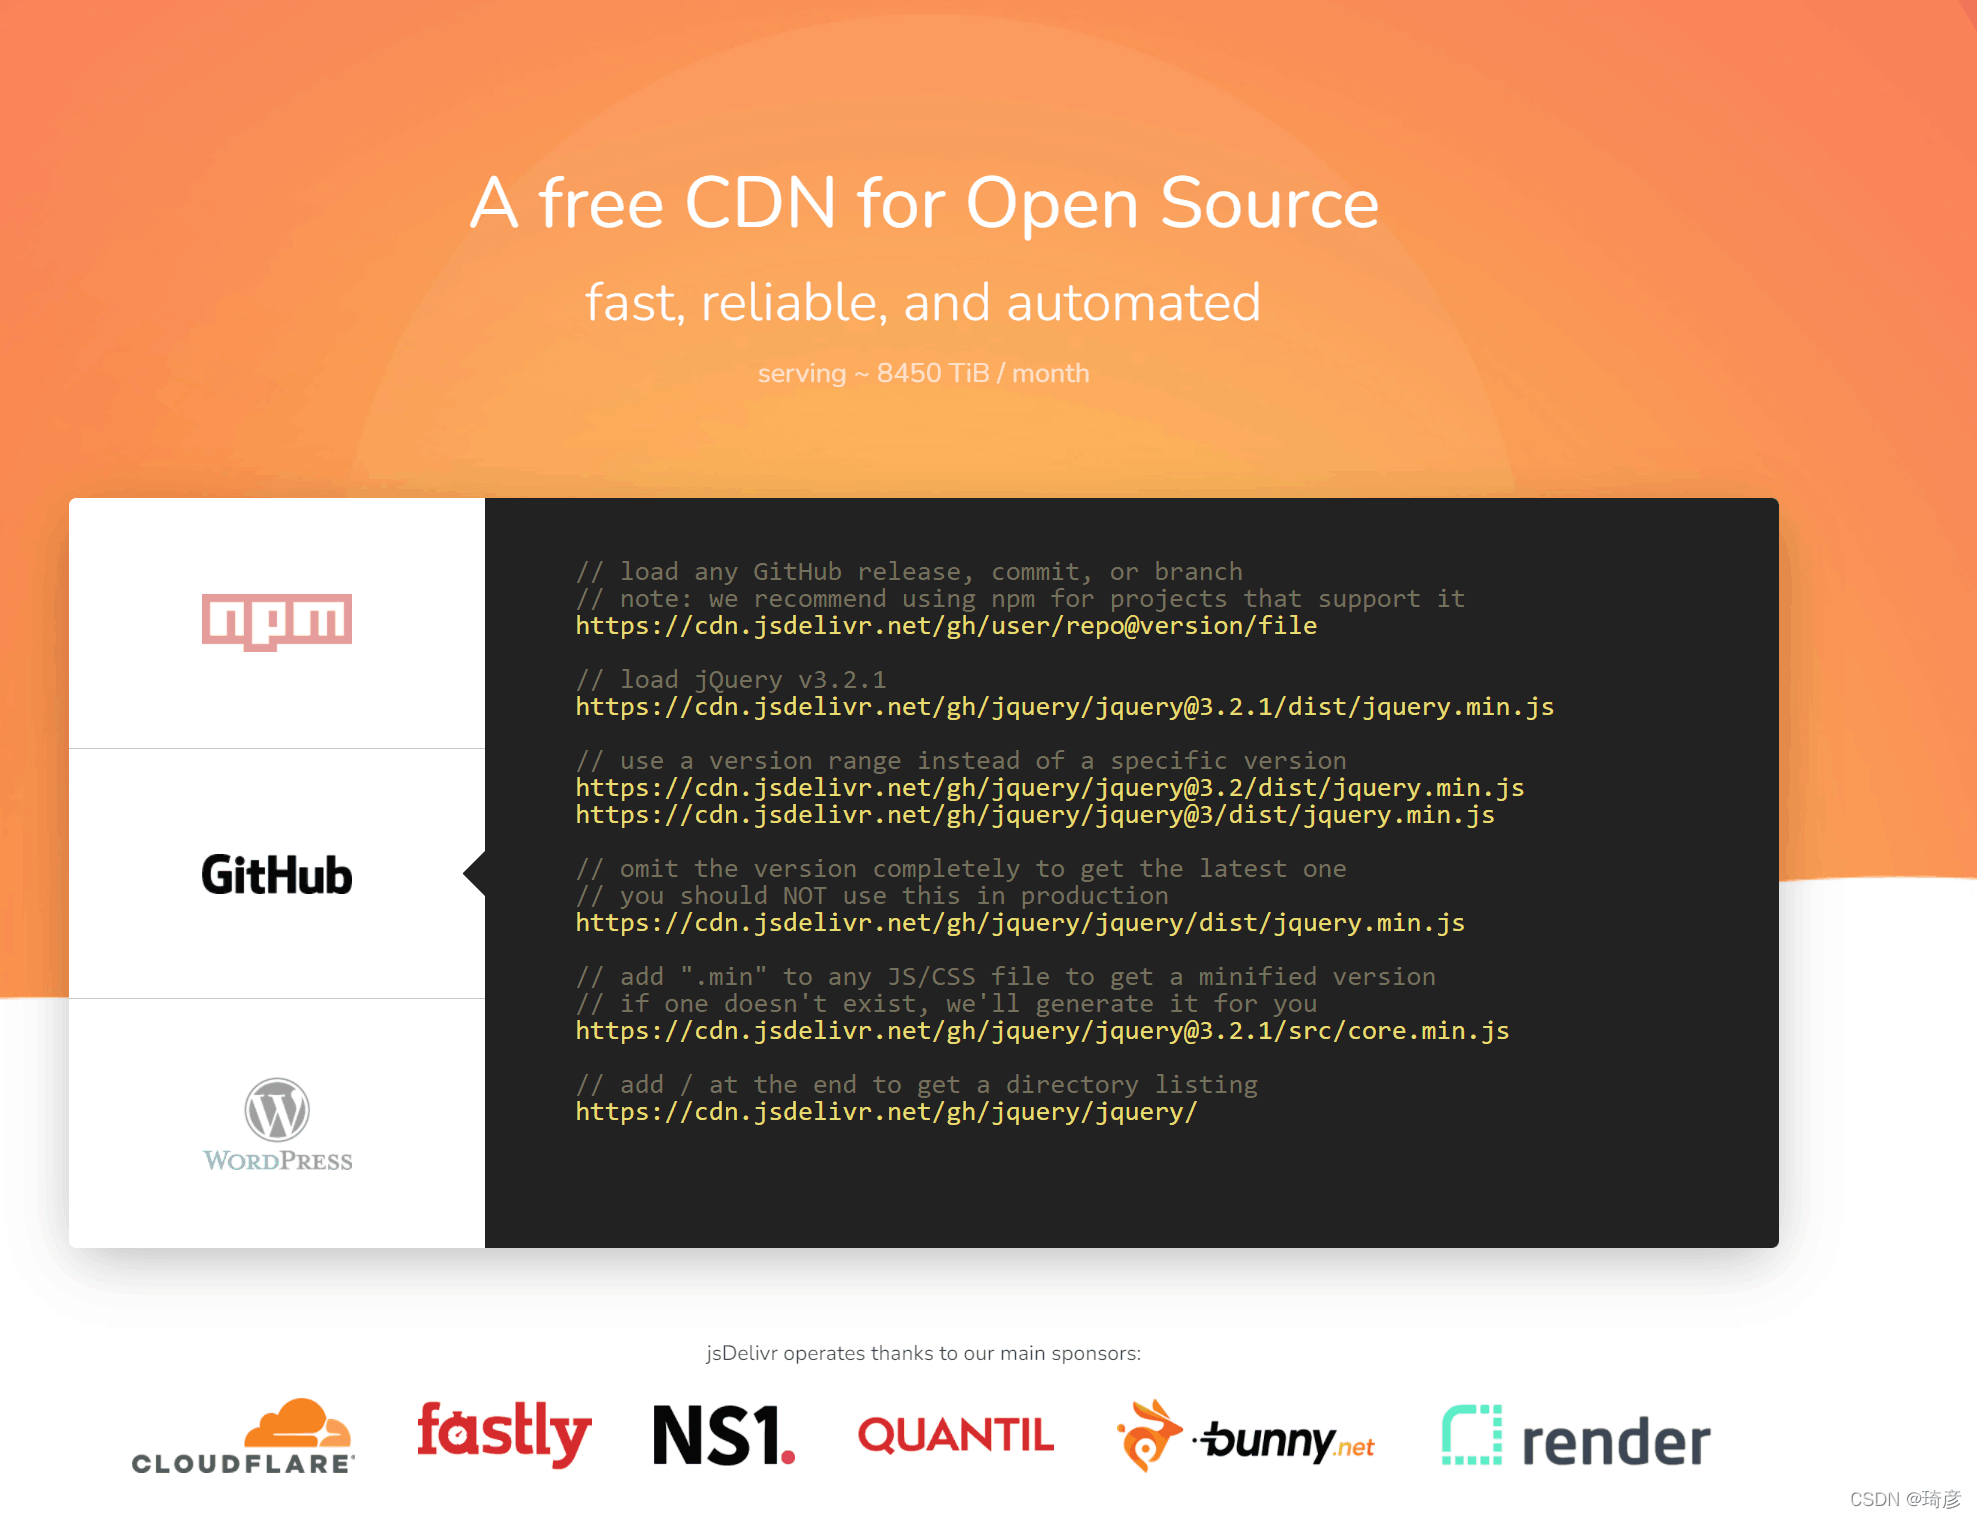 A free CDN for Open Source
fast, reliable, and automated
serving ~ 8450 TiB / month
npm
GitHub
WORDPRESS
// load any GitHub release, commit, or branch
// note: we recommend using npm for projects that support it
https://cdn.jsdelivr.net/gh/user/repo@version/file
// load jQuery v3.2.1
https://cdn.jsdelivr.net/gh/jquery/jquery@3.2.1/dist/jquery.min.js
// use a version range instead of a specific version
https://cdn.jsdelivr.net/gh/jquery/jquery@3.2/dist/jquery.min.js
https://cdn.jsdelivr.net/gh/jquery/jquery@3/dist/jquery.min.js
// omit the version completely to get the latest one
// you should NOT use this in production
https://cdn.jsdelivr.net/gh/jquery/jquery/dist/jquery.min.js
// add ".min" to any JS/CSS file to get a minified version
// if one doesn't exist, we'll generate it for you
https://cdn.jsdelivr.net/gh/jquery/jquery@3.2.1/src/core.min.js
// add / at the end to get a directory listing
https://cdn.jsdelivr.net/gh/jquery/jquery/
jsDelivr operates thanks to our main sponsors:
CLOUDFLARE
fastly
NS1.
QUANTIL
bunny.net
render
CSDN @琦彦